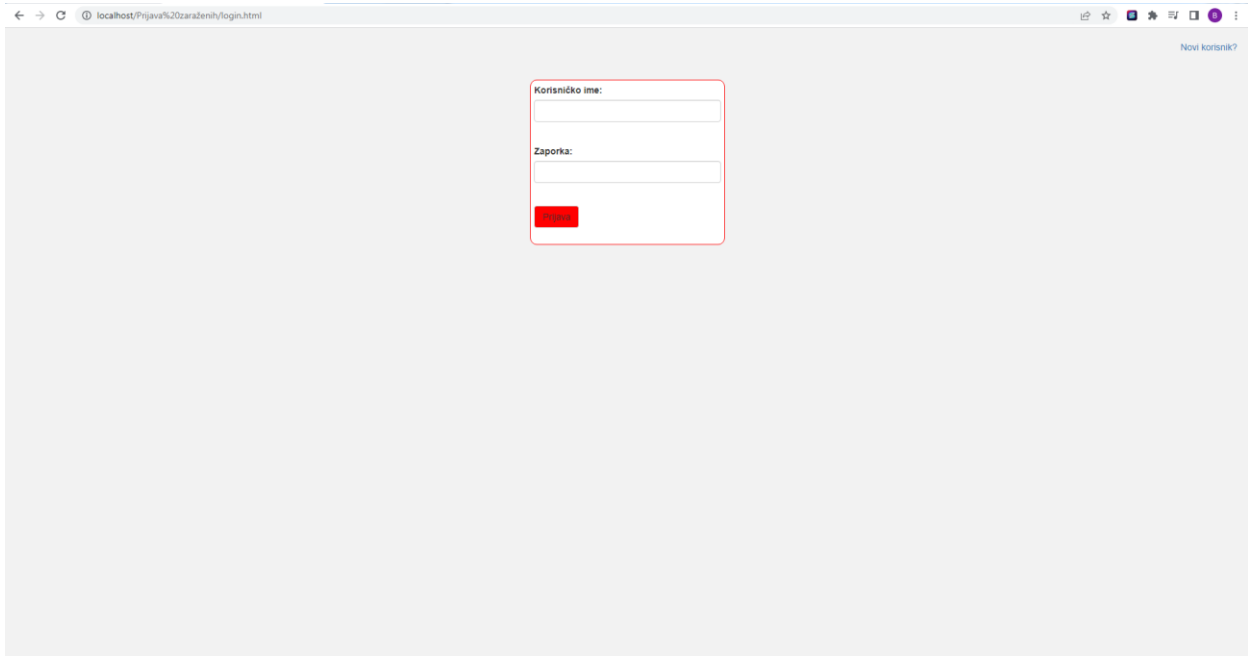 localhost/Prijava%20zaraženih/login.html
B
Novi korisnik?
Korisničko ime:
Zaporka:
Prijava